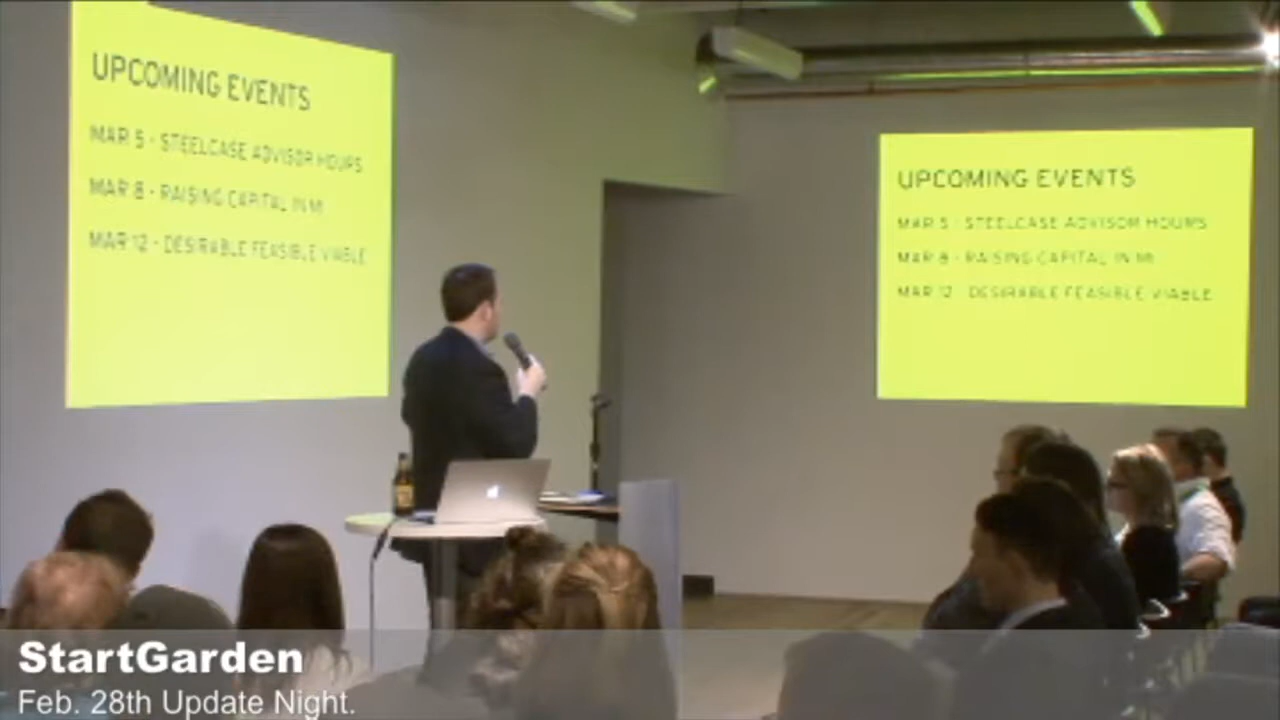 UPCOMING EVENTS
MAR 5 - STEELCASE ADVISOR HOURS
MAR 8 - RAISING CAPITAL IN MI
MAR 12 - DESIRABLE FEASIBLE VIABLE
UPCOMING EVENTS
MAR 5 - STEELCASE ADVISOR HOURS
MAR 8 - RAISING CAPITAL IN MI
MAR 12 - DESIRABLE FEASIBLE VIABLE
StartGarden
Feb. 28th Update Night.